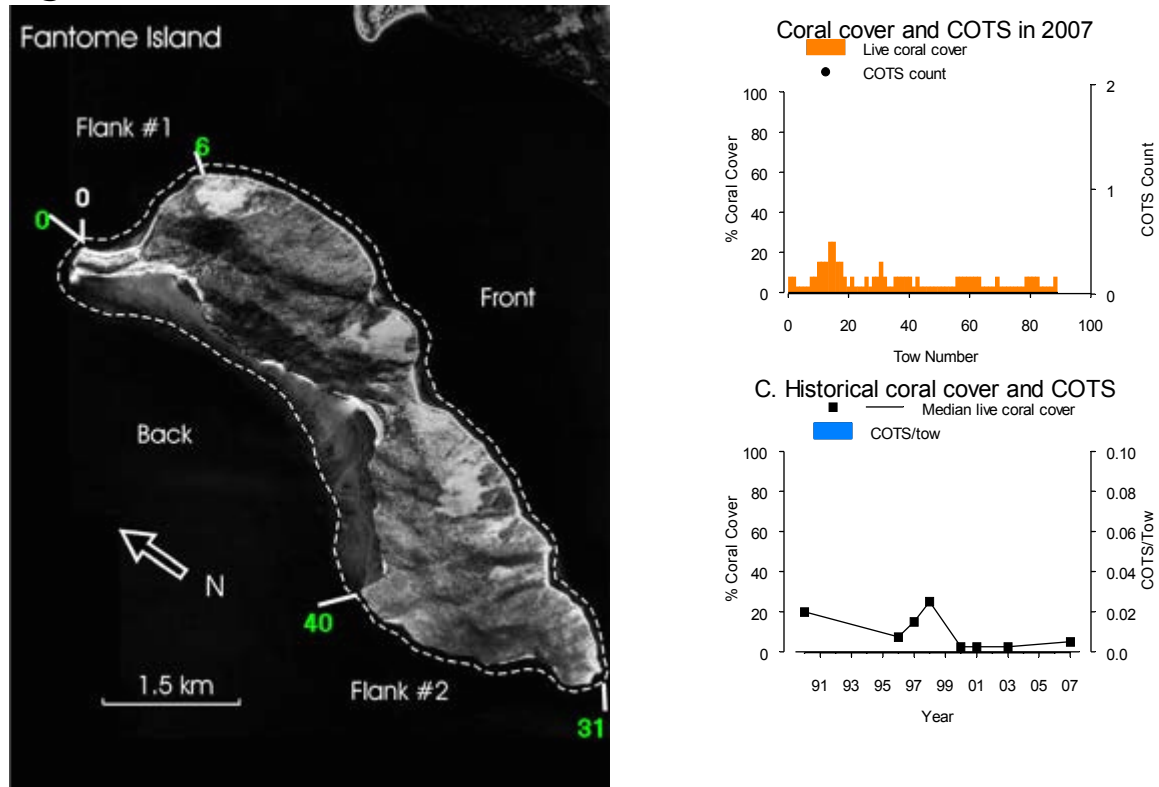 Fantome Island
Flank #1
6
0
0
Front
Back
N
40
1.5 km
Flank #2
31
Coral cover and COTS in 2007
Live coral cover
COTS count
100
80
60
40
20
0
% Coral Cover
2
1
0
COTS Count
0 20 40 60 80 100
Tow Number
C. Historical coral cover and COTS
Median live coral cover
COTS/tow
100
80
60
40
20
0
% Coral Cover
0.10
0.08
0.06
0.04
0.02
0.0
COTS/Tow
91 93 95 97 99 01 03 05 07
Year